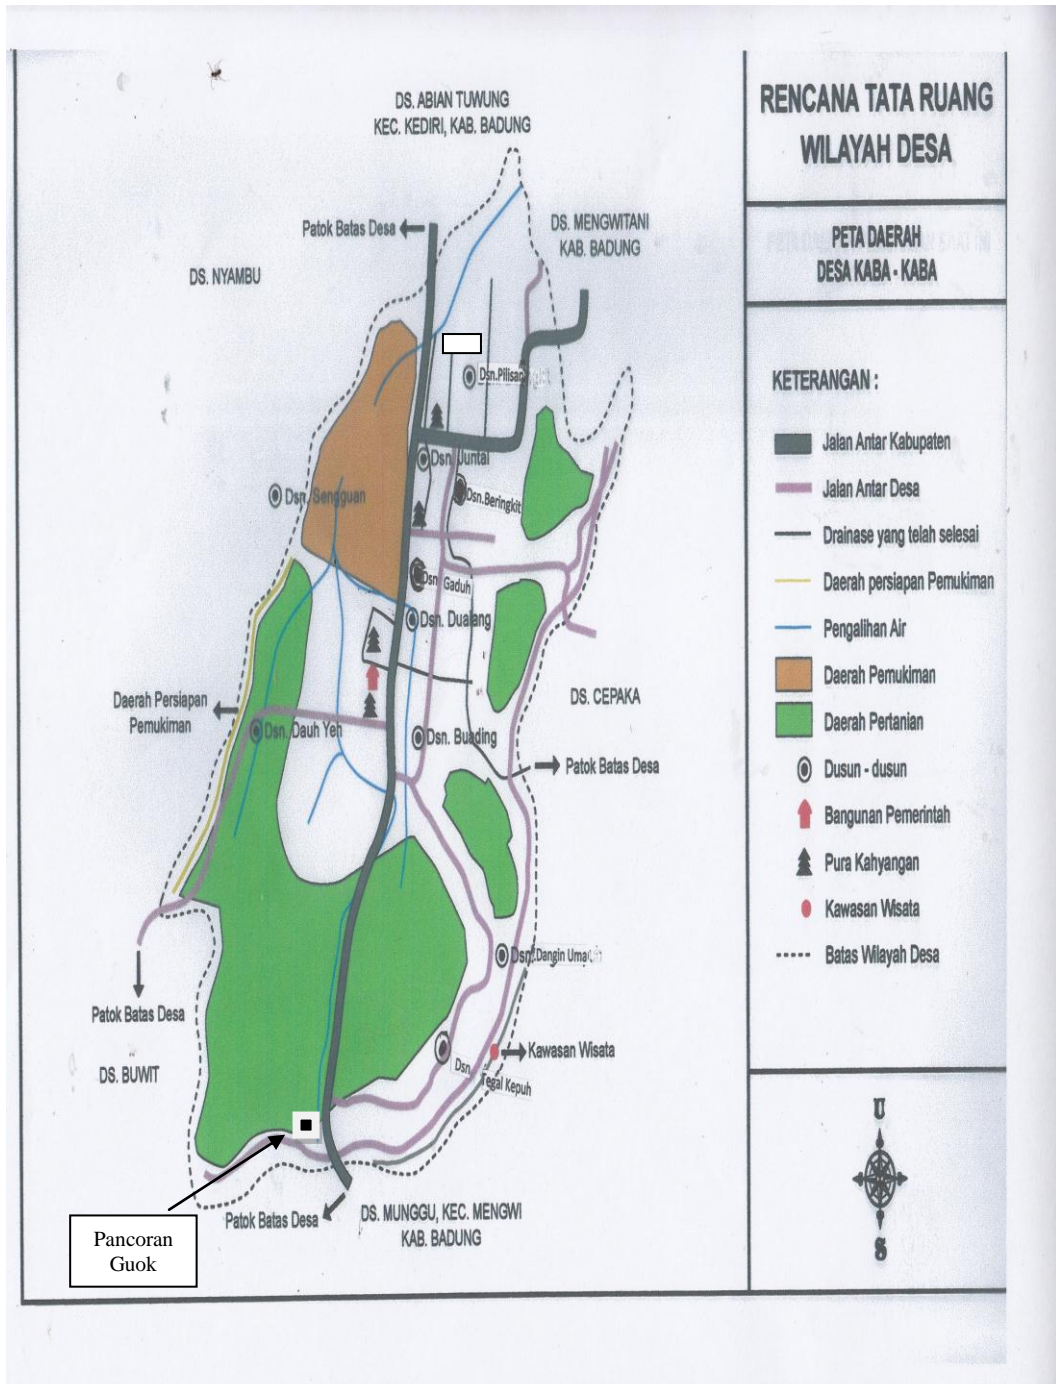 DS. ABIAN TUWUNG
KEC. KEDIRI, KAB. BADUNG
Patok Batas Desa
DS. MENGWITANI
KAB. BADUNG
DS. NYAMBU
Dsn.Pilisan
Dsn. Juntal
Dsn. Sengguan
Dsn.Beringkit
Dsn. Gaduh
Dsn. Dualang
Daerah Persiapan
Pemukiman
DS. CEPAKA
Dsn. Dauh Yeh
Dsn. Buading
Patok Batas Desa
Dsn.Dangin Uma
Patok Batas Desa
Kawasan Wisata
Dsn. Tegal Kepuh
DS. BUWIT
Patok Batas Desa
DS. MUNGGU, KEC. MENGWI
KAB. BADUNG
Pancoran
Guok
RENCANA TATA RUANG
WILAYAH DESA
PETA DAERAH
DESA KABA - KABA
KETERANGAN :
Jalan Antar Kabupaten
Jalan Antar Desa
Drainase yang telah selesai
Daerah persiapan Pemukiman
Pengalihan Air
Daerah Pemukiman
Daerah Pertanian
Dusun - dusun
Bangunan Pemerintah
Pura Kahyangan
Kawasan Wisata
Batas Wilayah Desa
U
S